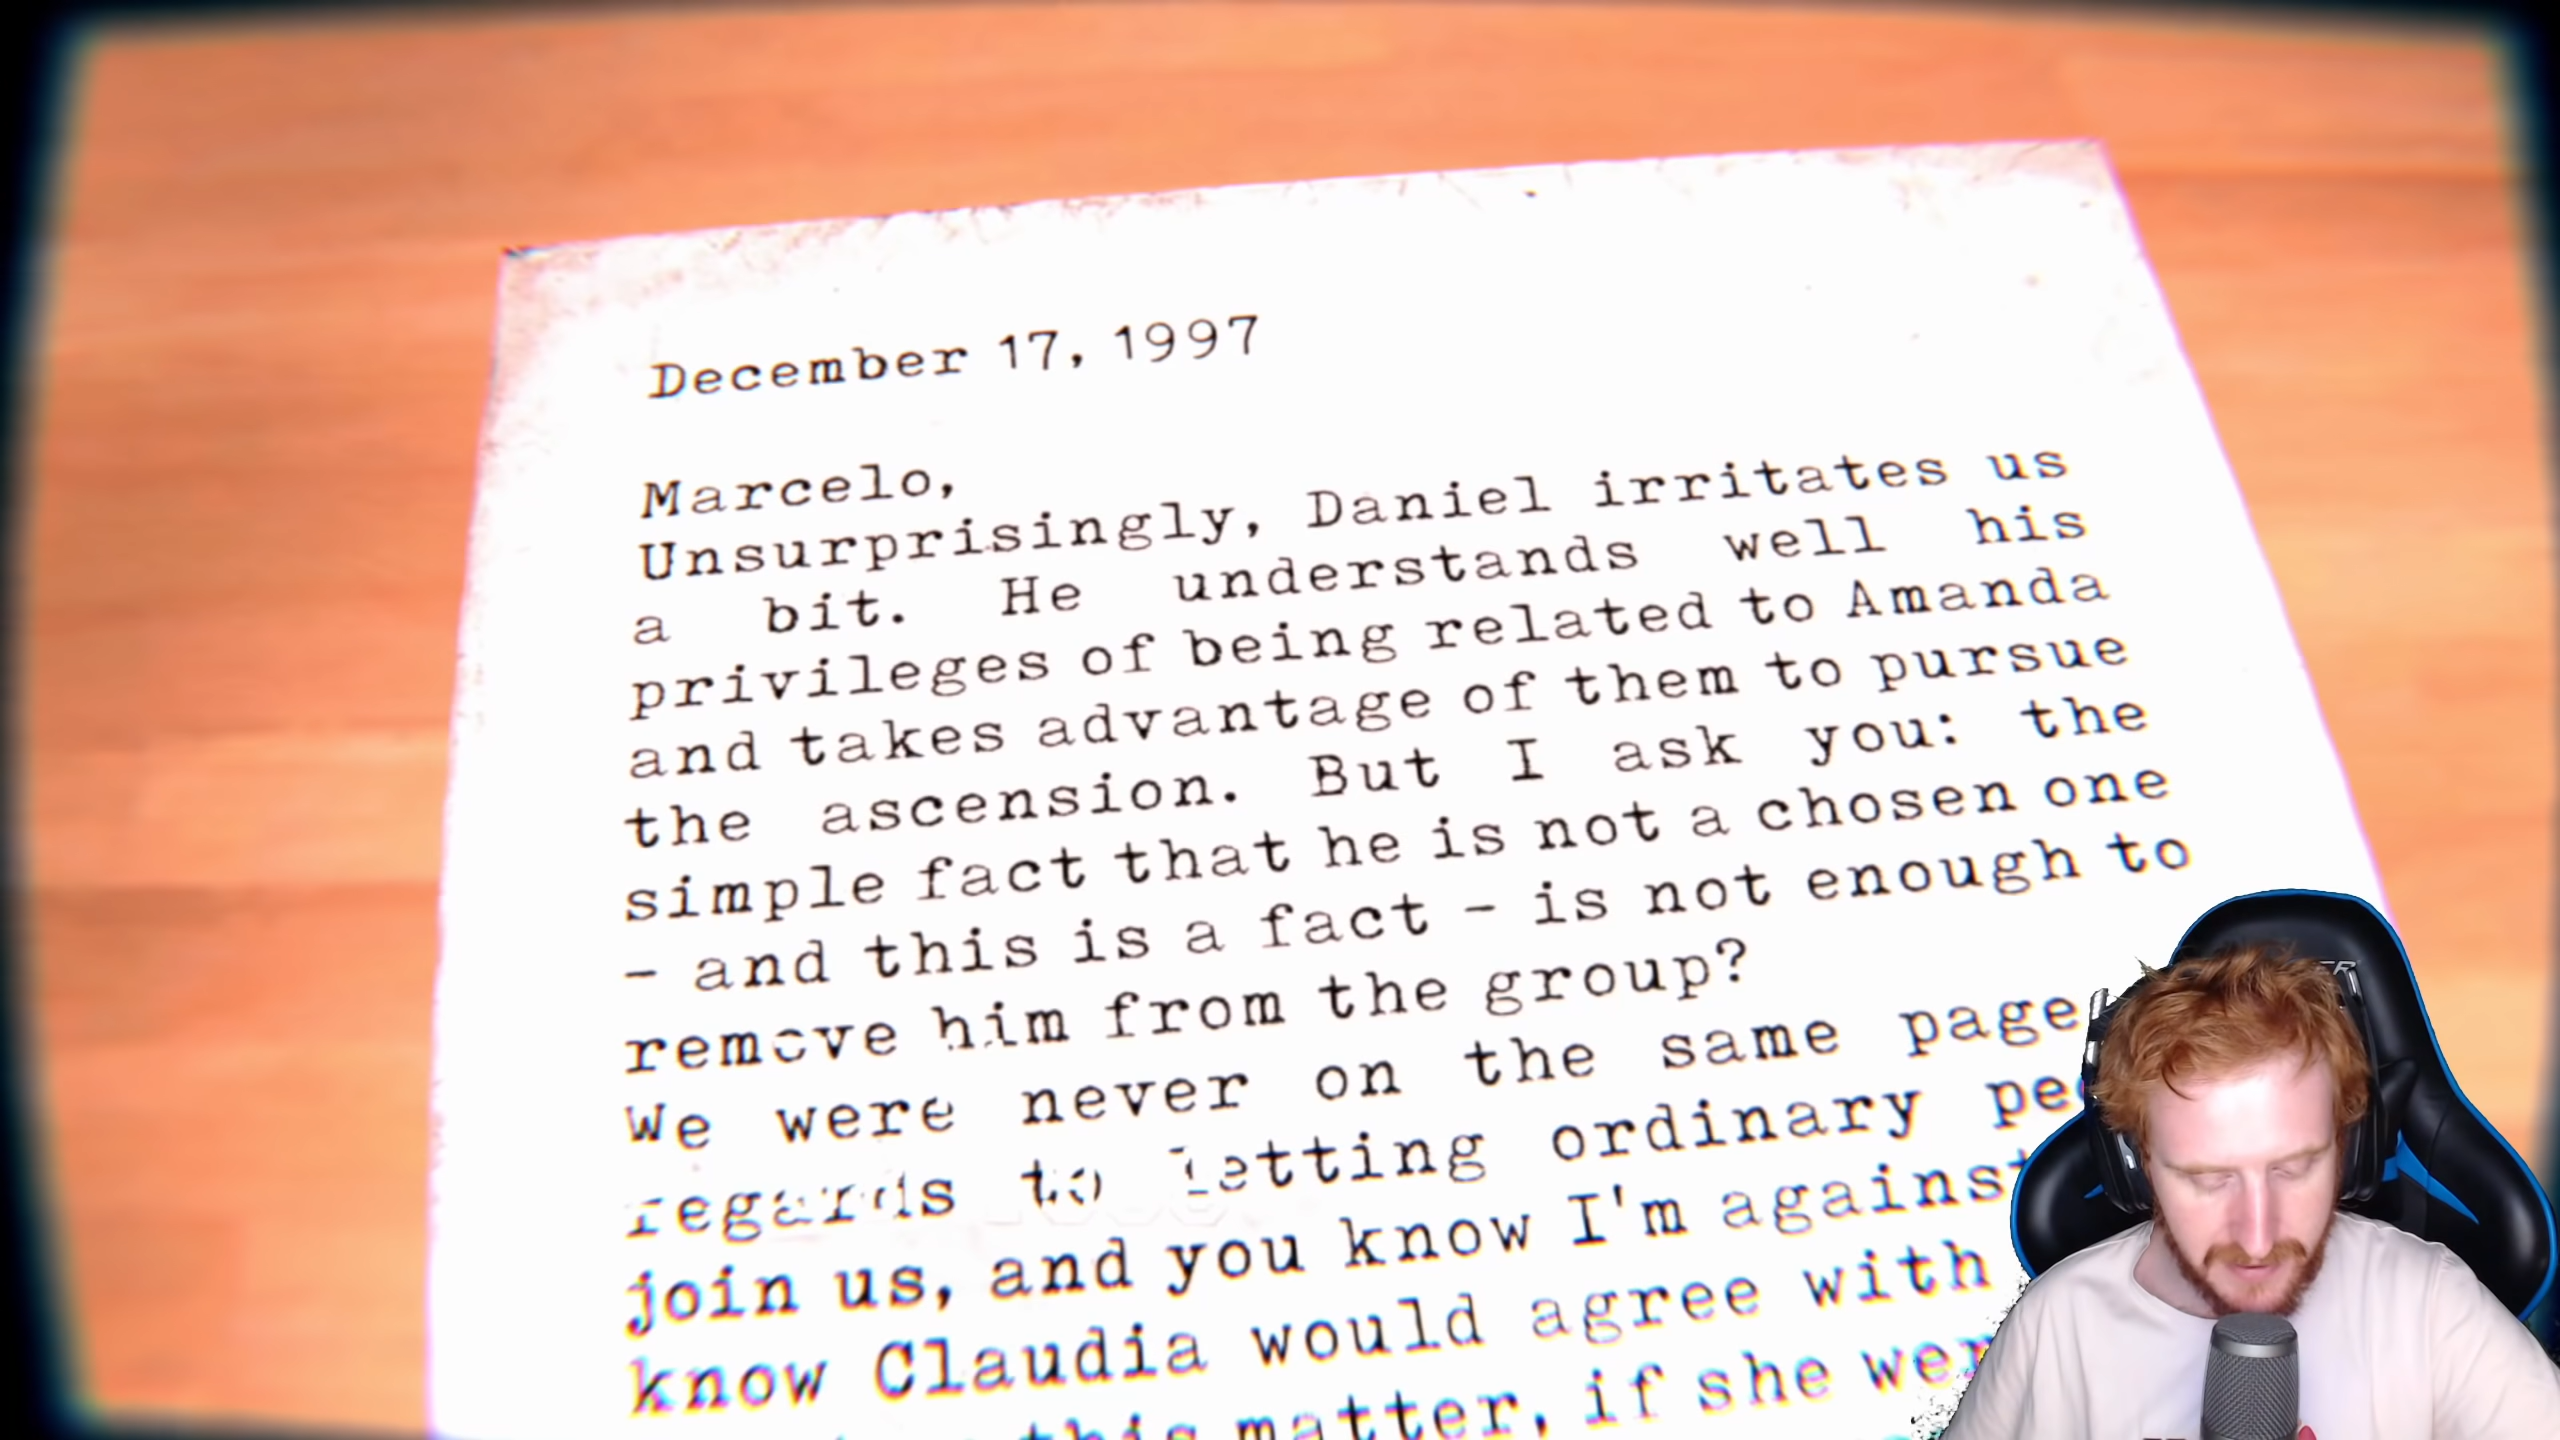 December 17, 1997
Marcelo,
Unsurprisingly, Daniel irritates us
a bit. He understands well his
privileges of being related to Amanda
and takes advantage of them to pursue
the ascension. But I ask you: the
simple fact that he is not a chosen one
- and this is a fact - is not enough to
remove him from the group?
We were never on the same page
regards to letting ordinary
join us, and you know I'm against
know Claudia would agree with
this matter, if she